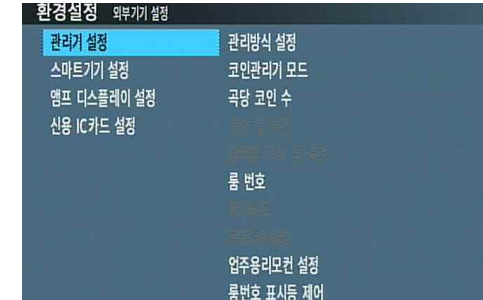 환경설정 외부기기 설정
관리기 설정
스마트기기 설정
앰프 디스플레이 설정
신용 IC카드 설정
관리방식 설정
코인관리기 모드
곡당 코인 수
룸 번호
업주용리모컨 설정
룸번호 표시등 제어